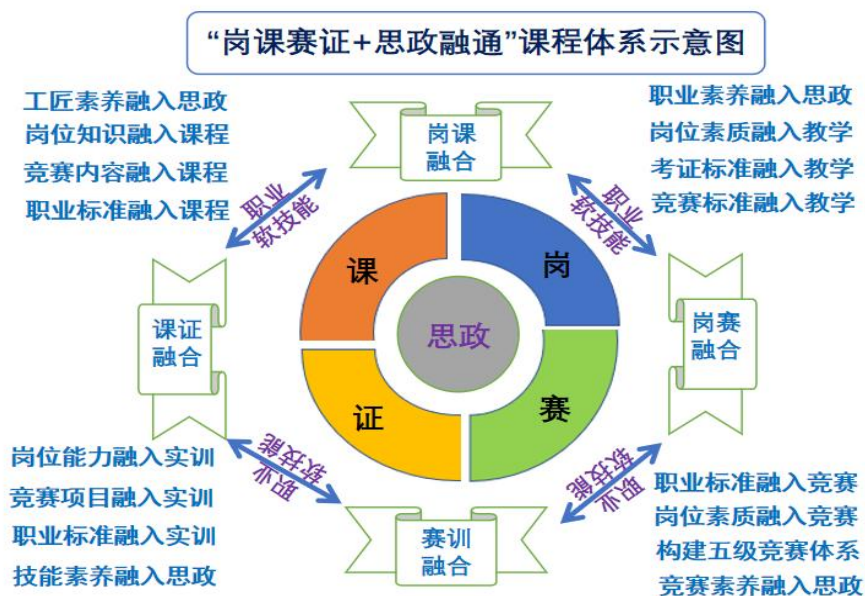 “岗课赛证+思政融通”课程体系示意图
工匠素养融入思政
岗位知识融入课程
竞赛内容融入课程
职业标准融入课程
岗课
融合
职业素养融入思政
岗位素质融入教学
考证标准融入教学
竞赛标准融入教学
职业
软技能
职业
软技能
课
岗
思政
证
赛
课证
融合
岗赛
融合
职业
软技能
职业
软技能
岗位能力融入实训
竞赛项目融入实训
职业标准融入实训
技能素养融入思政
赛训
融合
职业标准融入竞赛
岗位素质融入竞赛
构建五级竞赛体系
竞赛素养融入思政